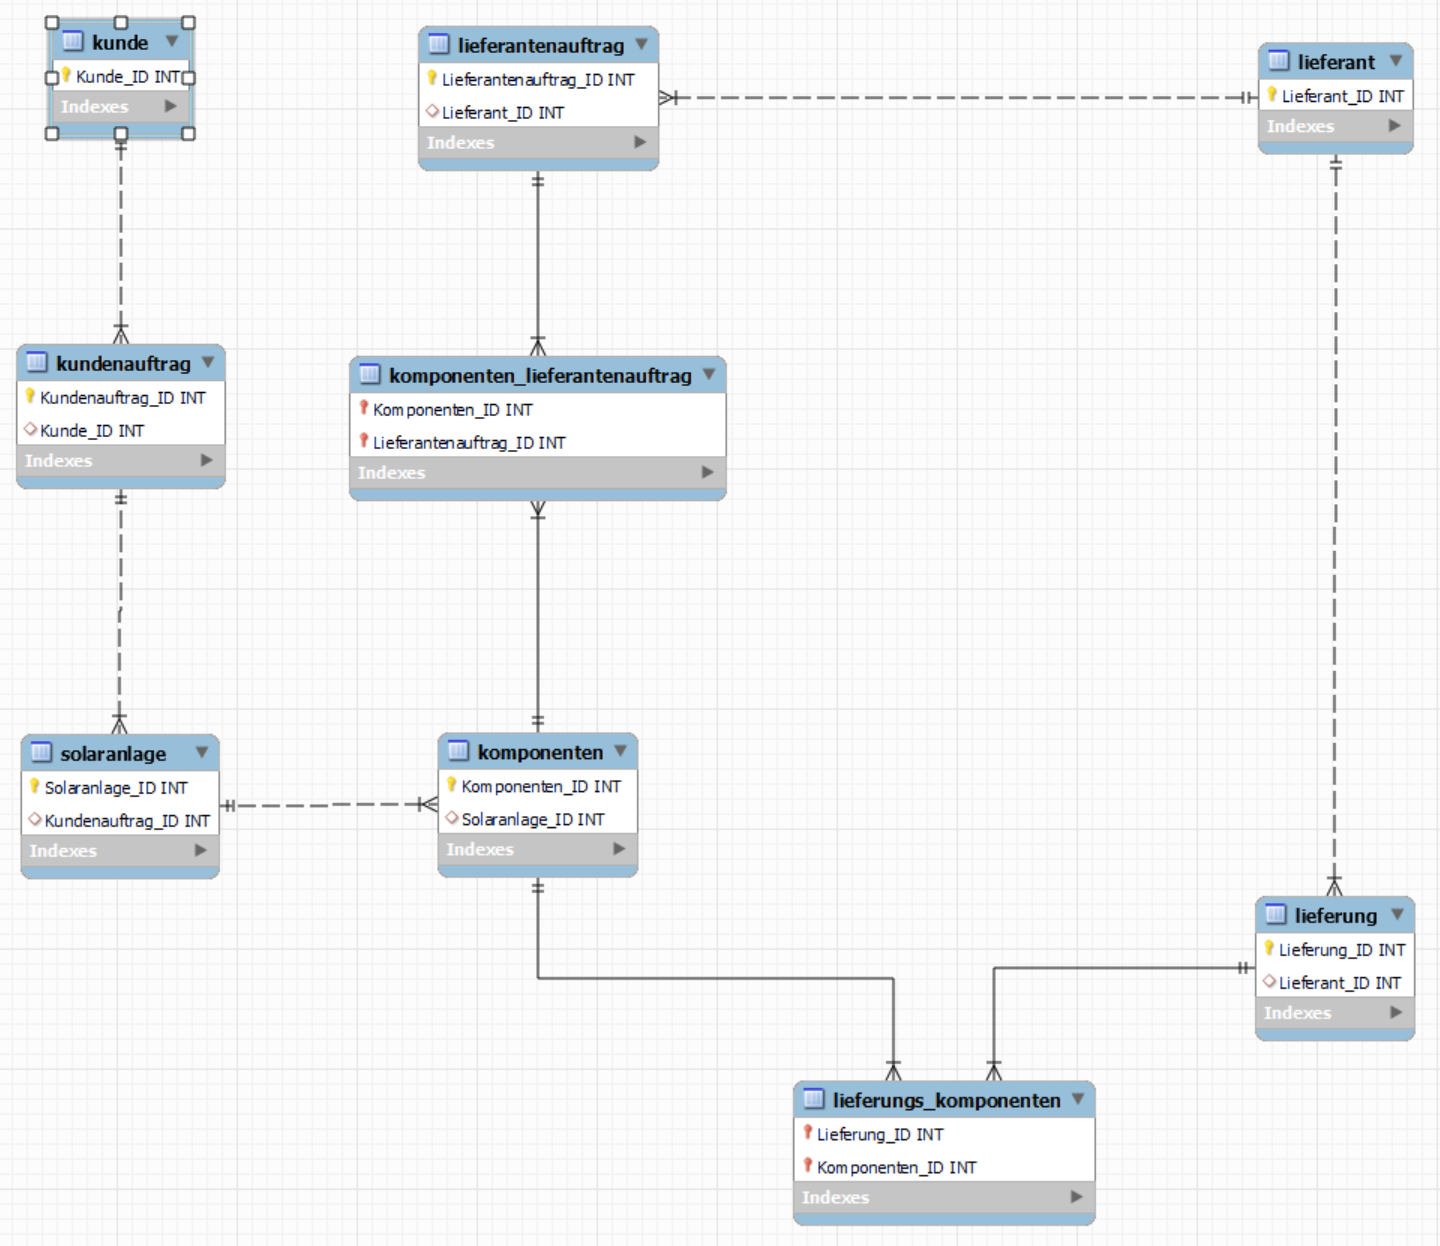 kunde
Kunde_ID INT
Indexes
lieferantenauftrag
Lieferantenauftrag_ID INT
Lieferant_ID INT
Indexes
lieferant
Lieferant_ID INT
Indexes
kundenauftrag
Kundenauftrag_ID INT
Kunde_ID INT
Indexes
komponenten_lieferantenauftrag
Komponenten_ID INT
Lieferantenauftrag_ID INT
Indexes
solaranlage
Solaranlage_ID INT
Kundenauftrag_ID INT
Indexes
komponenten
Komponenten_ID INT
Solaranlage_ID INT
Indexes
lieferung
Lieferung_ID INT
Lieferant_ID INT
Indexes
lieferungs_komponenten
Lieferung_ID INT
Komponenten_ID INT
Indexes